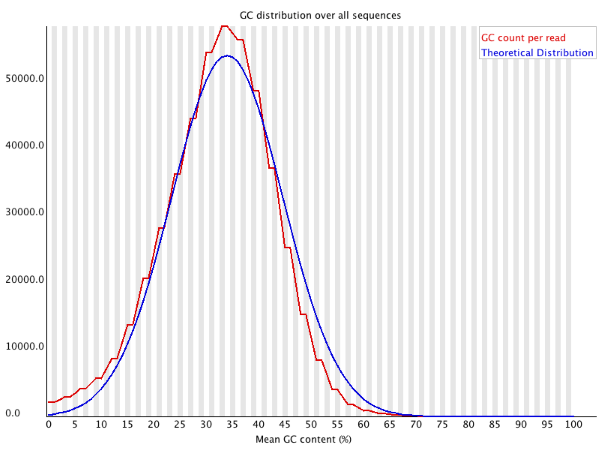 GC distribution over all sequences
GC count per read
Theoretical Distribution
50000.0
40000.0
30000.0
20000.0
10000.0
0.0
0 5 10 15 20 25 30 35 40 45 50 55 60 65 70 75 80 85 90 95 100
Mean GC content (%)